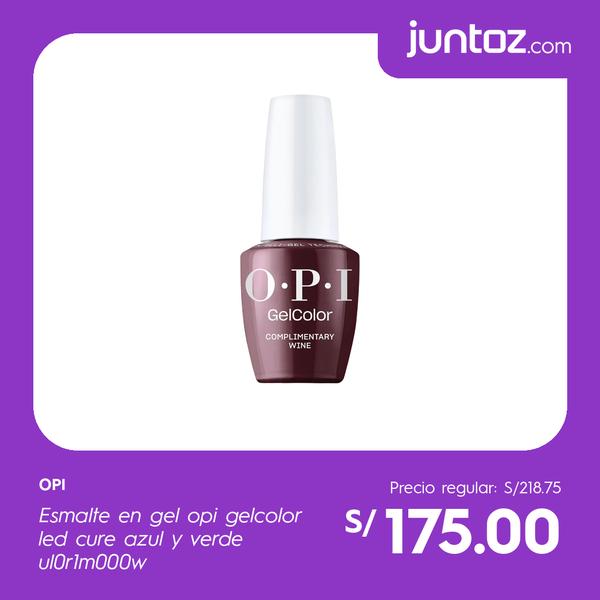 juntoz.com
O·P·I
GelColor
COMPLIMENTARY
WINE
OPI
Esmalte en gel opi gelcolor
led cure azul y verde
ul0r1m000w
Precio regular: S/218.75
S/175.00